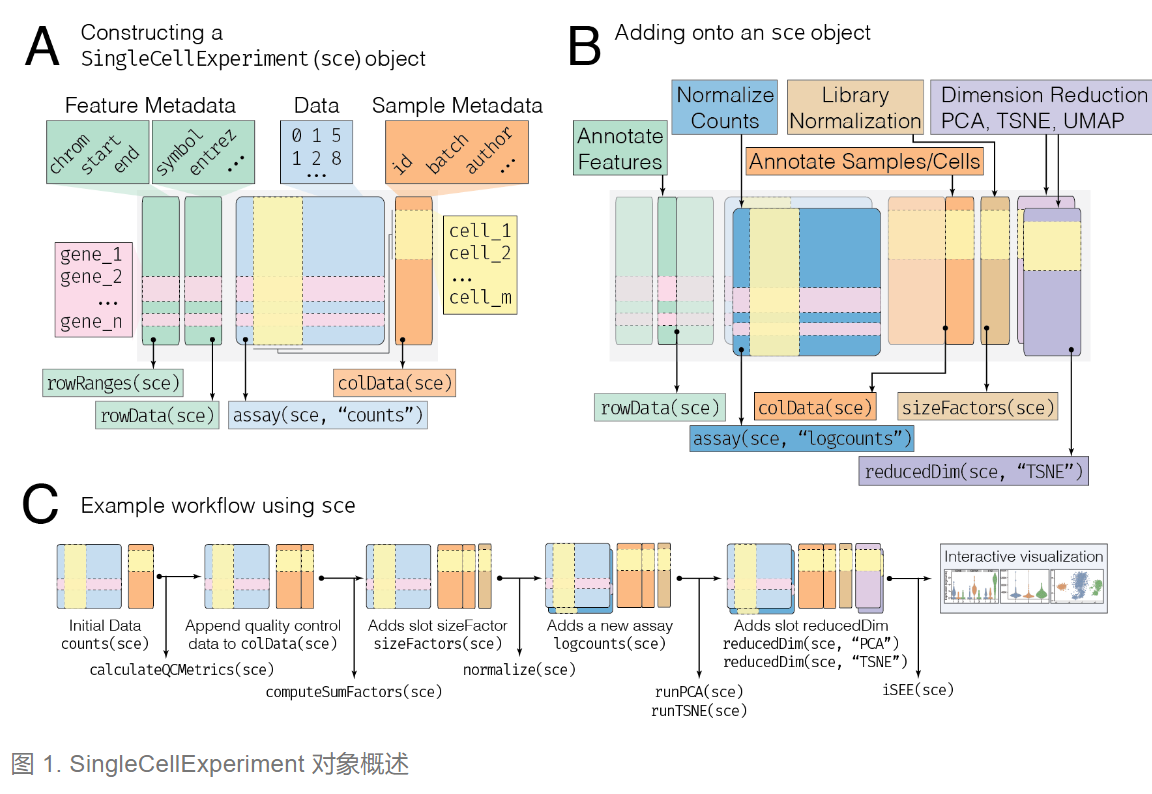 A
Constructing a
SingleCellExperiment (sce) object
Feature Metadata
Data
Sample Metadata
chrom
start
end
symbol
entrez
...
0 1 5
1 2 8
...
id
batch
author
...
gene_1
gene_2
...
gene_n
cell_1
cell_2
...
cell_m
rowRanges(sce)
rowData(sce)
assay(sce, “counts”)
colData(sce)
B
Adding onto an sce object
Annotate
Features
Normalize
Counts
Library
Normalization
Annotate Samples/Cells
Dimension Reduction
PCA, TSNE, UMAP
rowData(sce)
colData(sce)
sizeFactors(sce)
assay(sce, “logcounts”)
reducedDim(sce, “TSNE”)
C
Example workflow using sce
Initial Data
counts(sce)
calculateQCMetrics(sce)
Append quality control
data to colData(sce)
computeSumFactors(sce)
Adds slot sizeFactor
sizeFactors(sce)
normalize(sce)
Adds a new assay
logcounts(sce)
runPCA(sce)
runTSNE(sce)
Adds slot reducedDim
reducedDim(sce, “PCA”)
reducedDim(sce, “TSNE”)
iSEE(sce)
Interactive visualization
图 1. SingleCellExperiment 对象概述